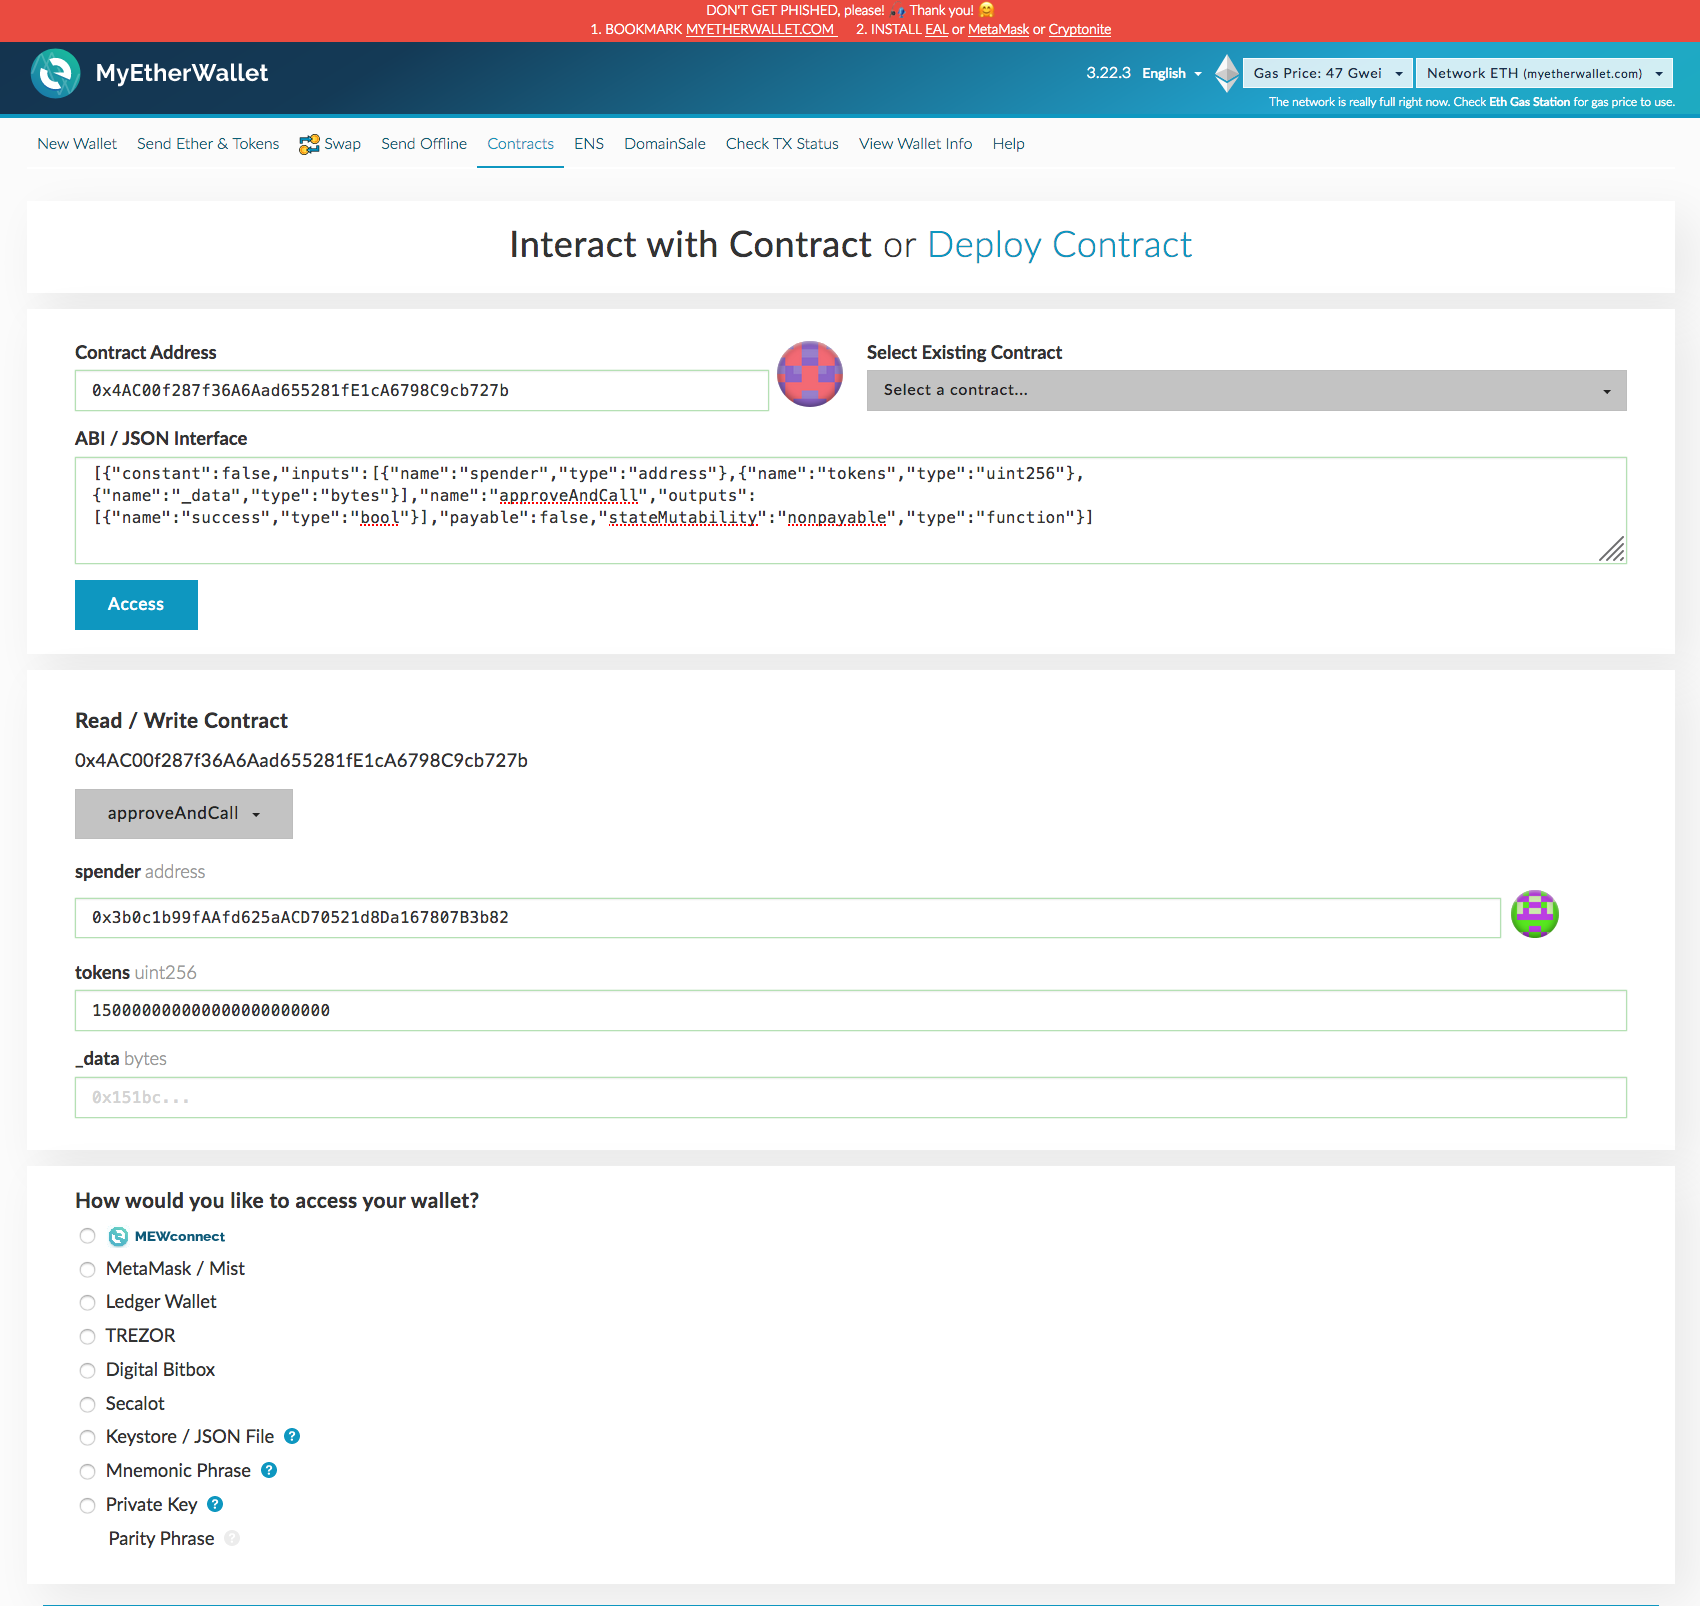 DON'T GET PHISHED, please! 🎣 Thank you! 🤗
1. BOOKMARK MYETHERWALLET.COM 2. INSTALL EAL or MetaMask or Cryptonite
MyEtherWallet
3.22.3 English Gas Price: 47 Gwei Network ETH (myetherwallet.com)
The network is really full right now. Check Eth Gas Station for gas price to use.
New Wallet Send Ether & Tokens Swap Send Offline Contracts ENS DomainSale Check TX Status View Wallet Info Help
Interact with Contract or Deploy Contract
Contract Address
0x4AC00f287f36A6Aad655281fE1cA6798C9cb727b
Select Existing Contract
Select a contract...
ABI / JSON Interface
[{"constant":false,"inputs":[{"name":"spender","type":"address"},{"name":"tokens","type":"uint256"},
{"name":"_data","type":"bytes"}],"name":"approveAndCall","outputs":
[{"name":"success","type":"bool"}],"payable":false,"stateMutability":"nonpayable","type":"function"}]
Access
Read / Write Contract
0x4AC00f287f36A6Aad655281fE1cA6798C9cb727b
approveAndCall
spender address
0x3b0c1b99fAAfd625aACD70521d8Da167807B3b82
tokens uint256
150000000000000000000000
_data bytes
0x151bc...
How would you like to access your wallet?
MEWconnect
MetaMask / Mist
Ledger Wallet
TREZOR
Digital Bitbox
Secalot
Keystore / JSON File ?
Mnemonic Phrase ?
Private Key ?
Parity Phrase ?